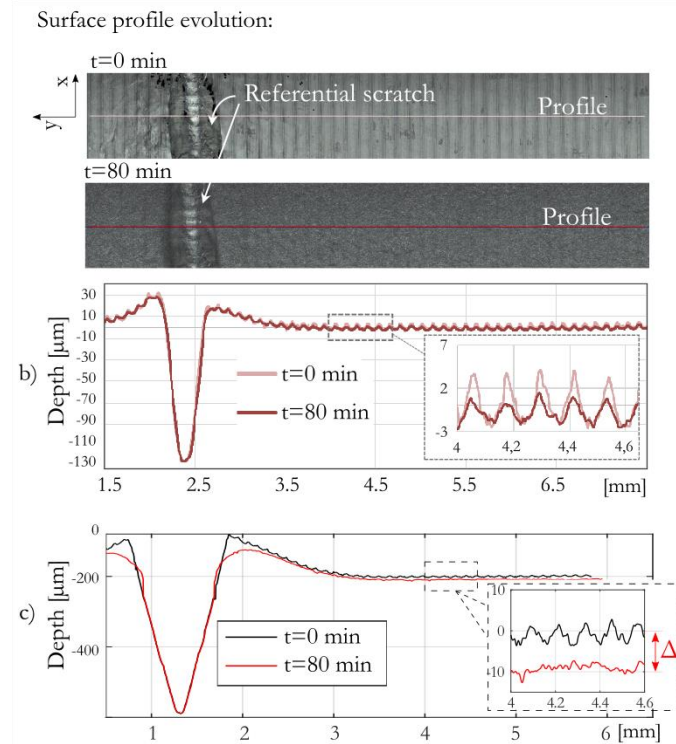 Surface profile evolution:
t=0 min
x
y
Referential scratch
Profile
t=80 min
Profile
b)
Depth [µm]
30
10
-10
-30
-50
-70
-90
-110
-130
t=0 min
t=80 min
7
2
-3
4
4,2
4,3
4,4
4,6
1.5
2.5
3.5
4.5
5.5
6.5
[mm]
c)
Depth [µm]
0
-200
-400
t=0 min
t=80 min
10
0
-10
4
4.2
4.4
4.6
Δ
1
2
3
4
5
6
[mm]